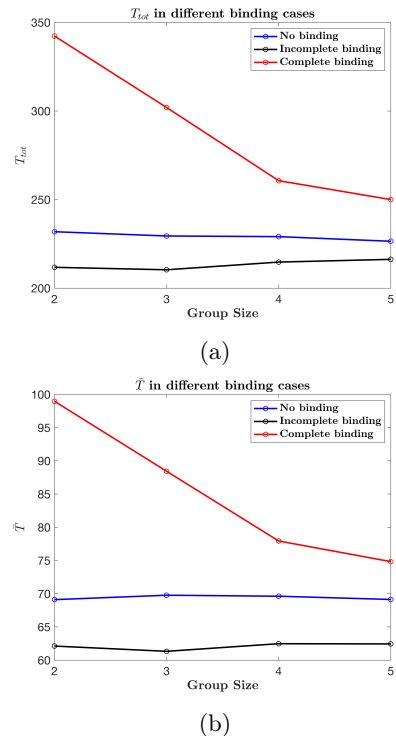 T_tot in different binding cases
350
300
250
200
T_tot
No binding
Incomplete binding
Complete binding
2
3
4
5
Group Size
(a)
T̄ in different binding cases
100
95
90
85
80
75
70
65
60
T̄
No binding
Incomplete binding
Complete binding
2
3
4
5
Group Size
(b)